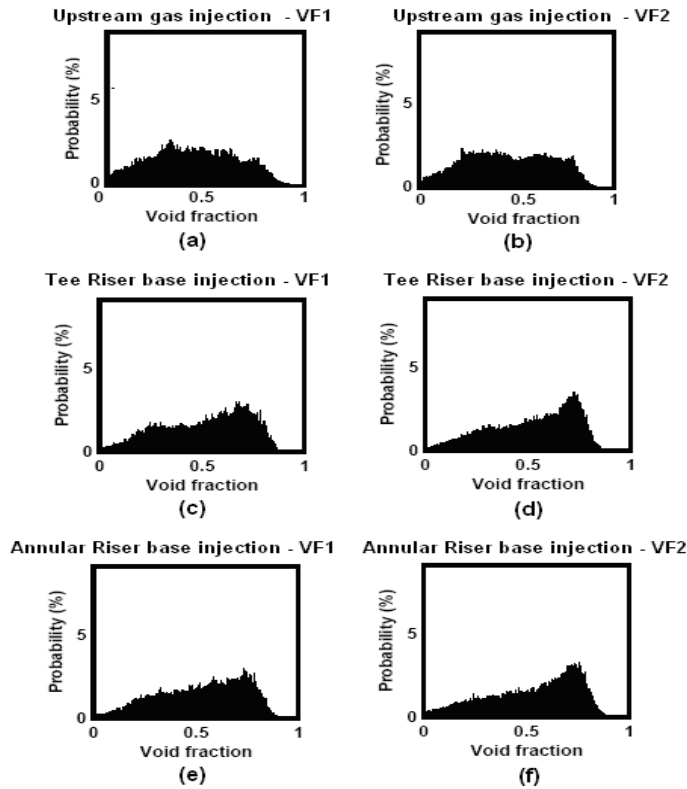 Upstream gas injection - VF1
Probability (%)
5
0
0
0.5
1
Void fraction
(a)
Upstream gas injection - VF2
Probability (%)
5
0
0
0.5
1
Void fraction
(b)
Tee Riser base injection - VF1
Probability (%)
5
0
0
0.5
1
Void fraction
(c)
Tee Riser base injection - VF2
Probability (%)
5
0
0
0.5
1
Void fraction
(d)
Annular Riser base injection - VF1
Probability (%)
5
0
0
0.5
1
Void fraction
(e)
Annular Riser base injection - VF2
Probability (%)
5
0
0
0.5
1
Void fraction
(f)